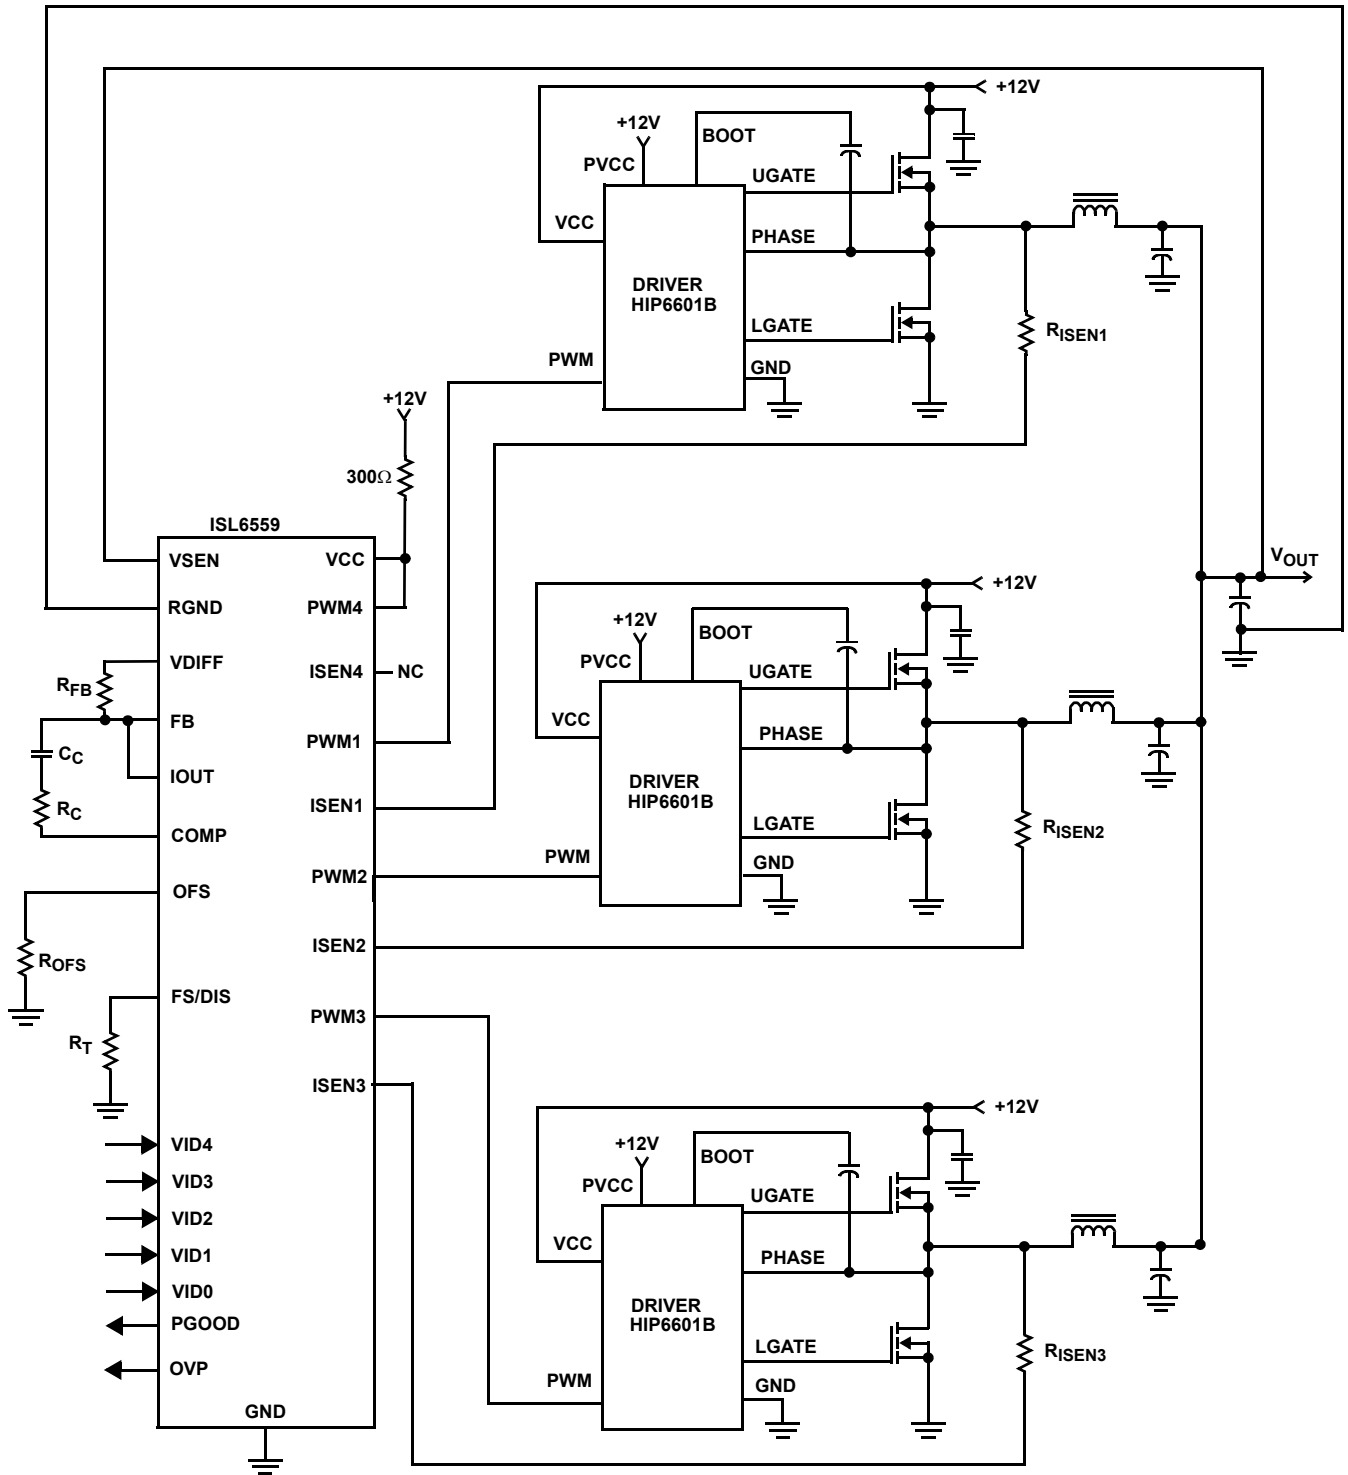 +12V
+12V
BOOT
PVCC
UGATE
VCC
PHASE
DRIVER
HIP6601B
LGATE
RISEN1
PWM
GND
+12V
300Ω
ISL6559
VSEN
VCC
RGND
PWM4
VDIFF
ISEN4
NC
RFB
FB
PWM1
CC
IOUT
ISEN1
RC
COMP
PWM2
OFS
ISEN2
ROFS
FS/DIS
PWM3
RT
ISEN3
VID4
VID3
VID2
VID1
VID0
PGOOD
OVP
GND
VOUT
+12V
+12V
BOOT
PVCC
UGATE
VCC
PHASE
DRIVER
HIP6601B
LGATE
RISEN2
PWM
GND
+12V
+12V
BOOT
PVCC
UGATE
VCC
PHASE
DRIVER
HIP6601B
LGATE
RISEN3
PWM
GND